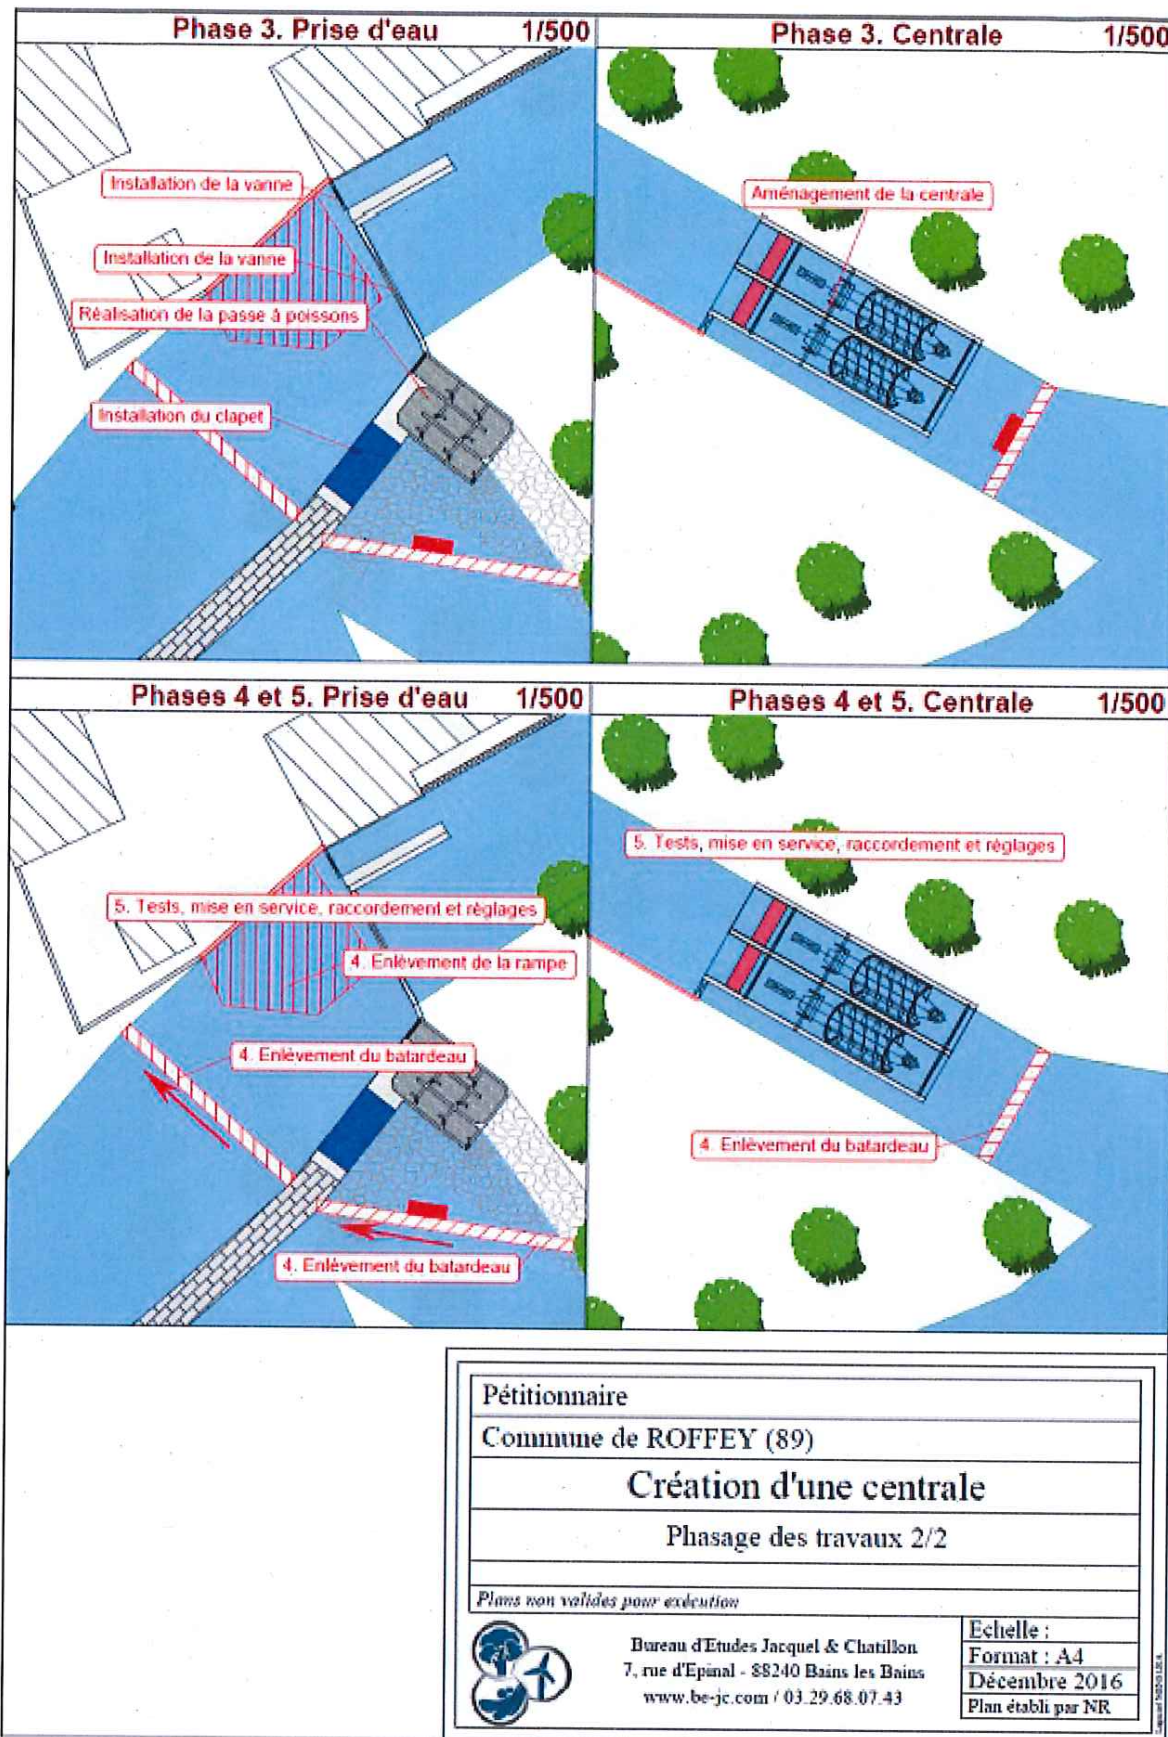 Phase 3. Prise d'eau 1/500
Phase 3. Centrale 1/500
Installation de la vanne
Installation de la vanne
Réalisation de la passe à poissons
Installation du clapet
Aménagement de la centrale
Phases 4 et 5. Prise d'eau 1/500
Phases 4 et 5. Centrale 1/500
5. Tests, mise en service, raccordement et règlages
4. Enlèvement de la rampe
4. Enlèvement du batardeau
4. Enlèvement du batardeau
5. Tests, mise en service, raccordement et règlages
4. Enlèvement du batardeau
Pétitionnaire
Commune de ROFFEY (89)
Création d'une centrale
Phasage des travaux 2/2
Plans non valides pour exécution
Bureau d'Etudes Jacquel & Chatillon
7, rue d'Epinal - 88240 Bains les Bains
www.be-jc.com / 03.29.68.07.43
Echelle :
Format : A4
Décembre 2016
Plan établi par NR